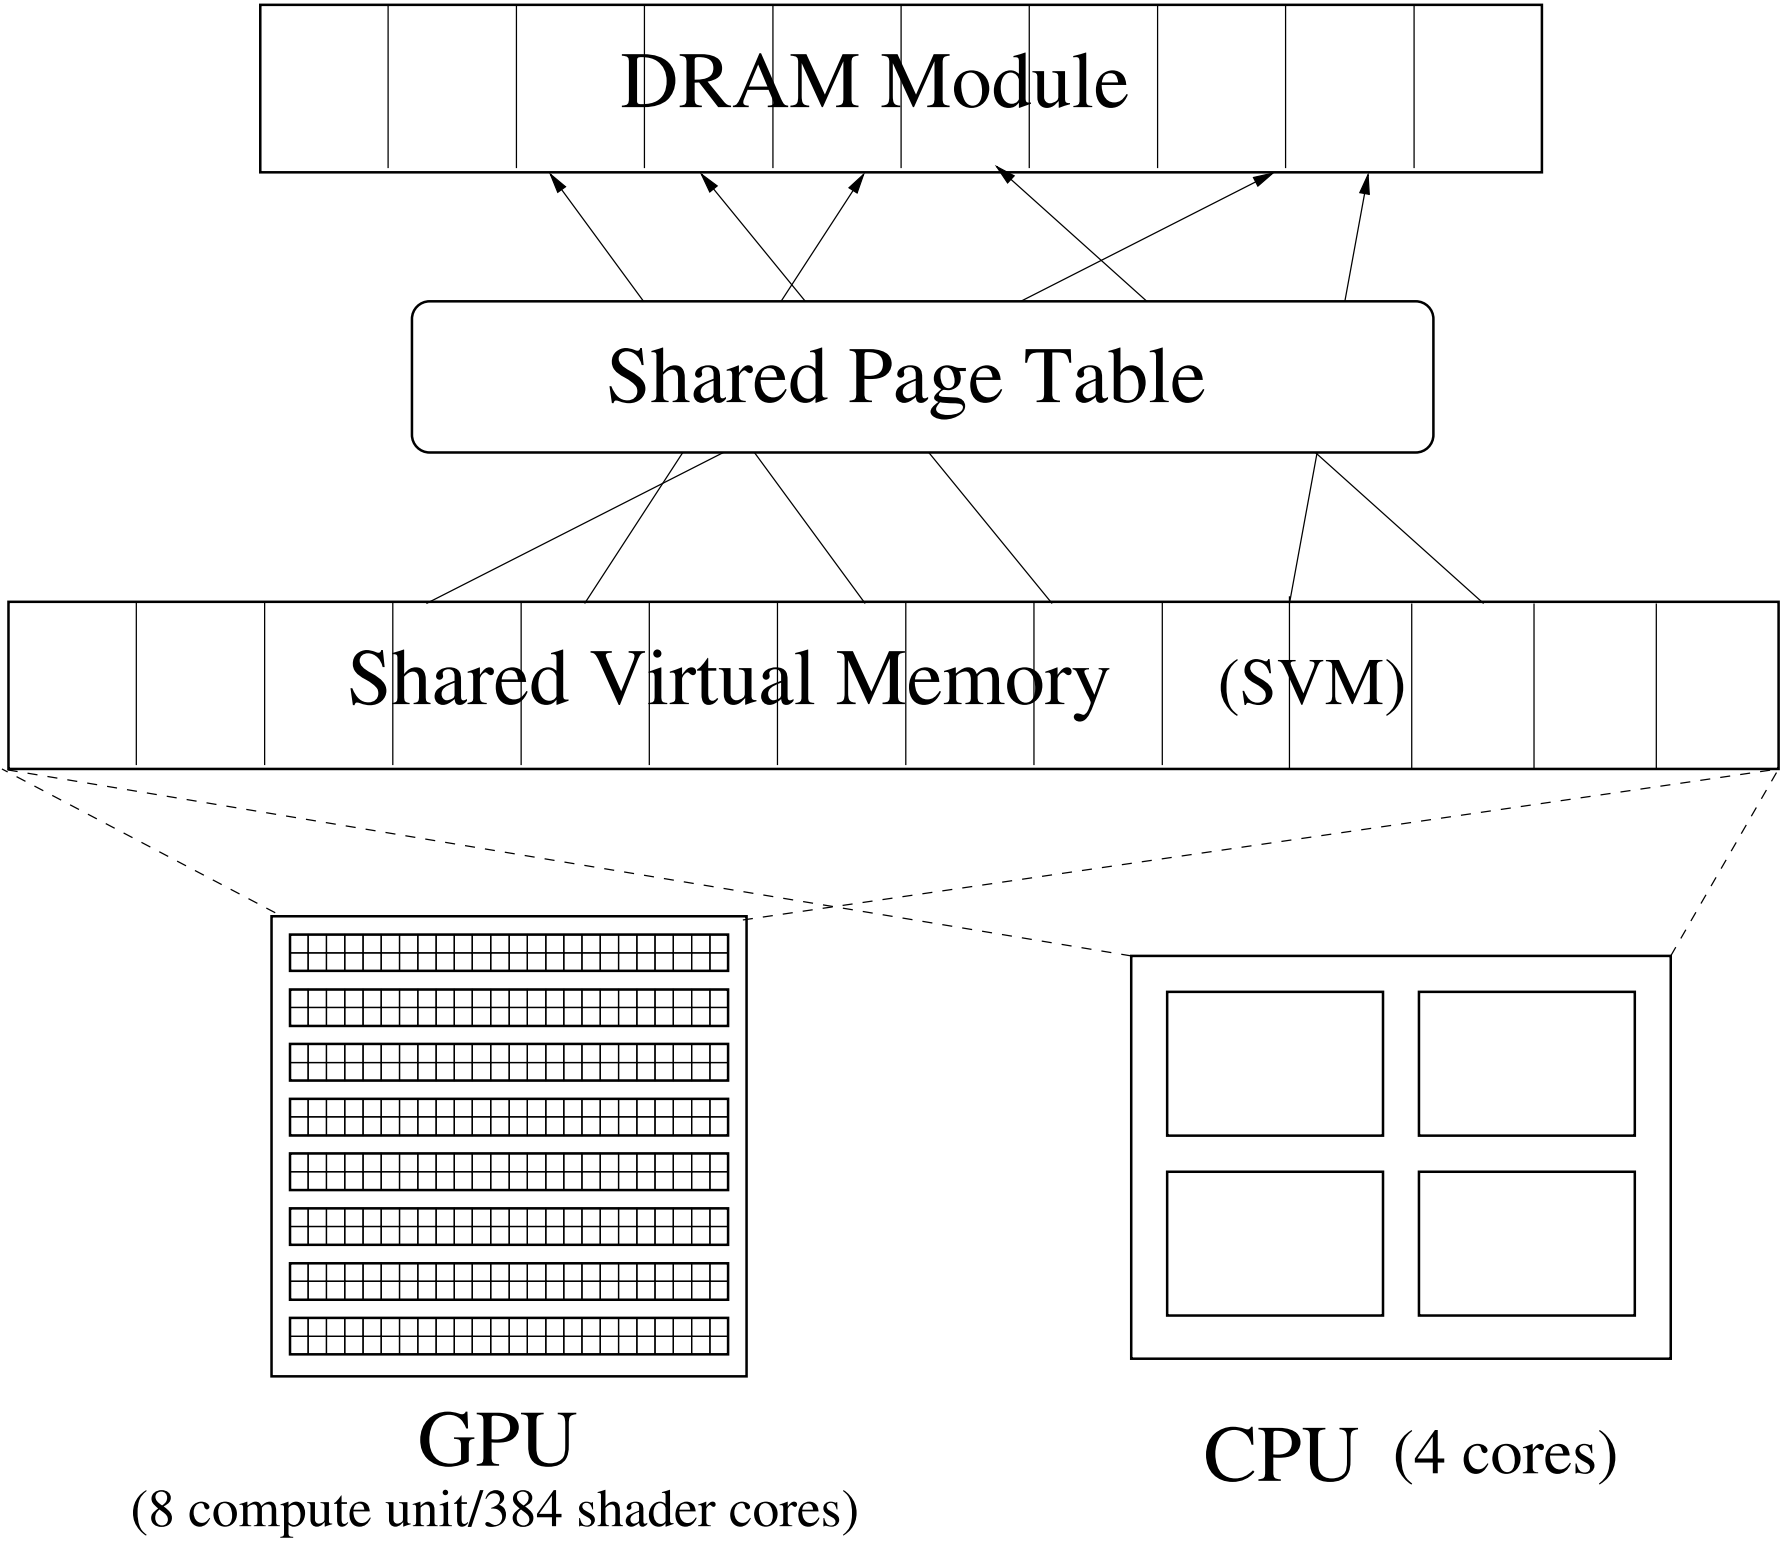 DRAM Module
Shared Page Table
Shared Virtual Memory (SVM)
GPU
(8 compute unit/384 shader cores)
CPU (4 cores)